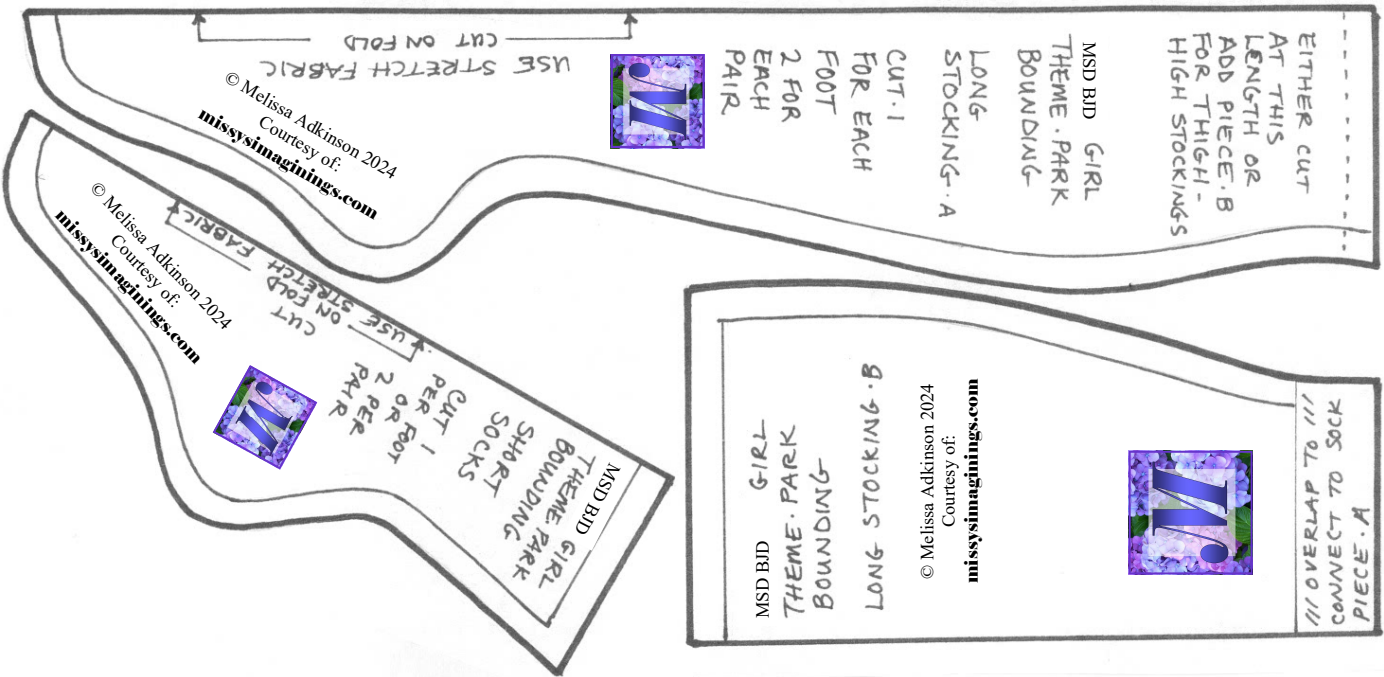 CUT ON FOLD
USE STRETCH FABRIC
© Melissa Adkinson 2024
Courtesy of:
missysimaginings.com
M
EITHER CUT
AT THIS
LENGTH OR
ADD PIECE·B
FOR THIGH-
HIGH STOCKINGS
MSD BJD GIRL
THEME·PARK
BOUNDING
LONG
STOCKING·A
CUT·1
FOR EACH
FOOT
2 FOR
EACH
PAIR
© Melissa Adkinson 2024
Courtesy of:
missysimaginings.com
USE STRETCH FABRIC
CUT
ON FOLD
M
MSD BJD GIRL
THEME PARK
BOUNDING
SHORT
SOCKS
CUT 1
PER FOOT
OR
2 PER
PAIR
MSD BJD GIRL
THEME·PARK
BOUNDING
LONG STOCKING·B
© Melissa Adkinson 2024
Courtesy of:
missysimaginings.com
M
/// OVERLAP TO ///
CONNECT TO SOCK
PIECE·A